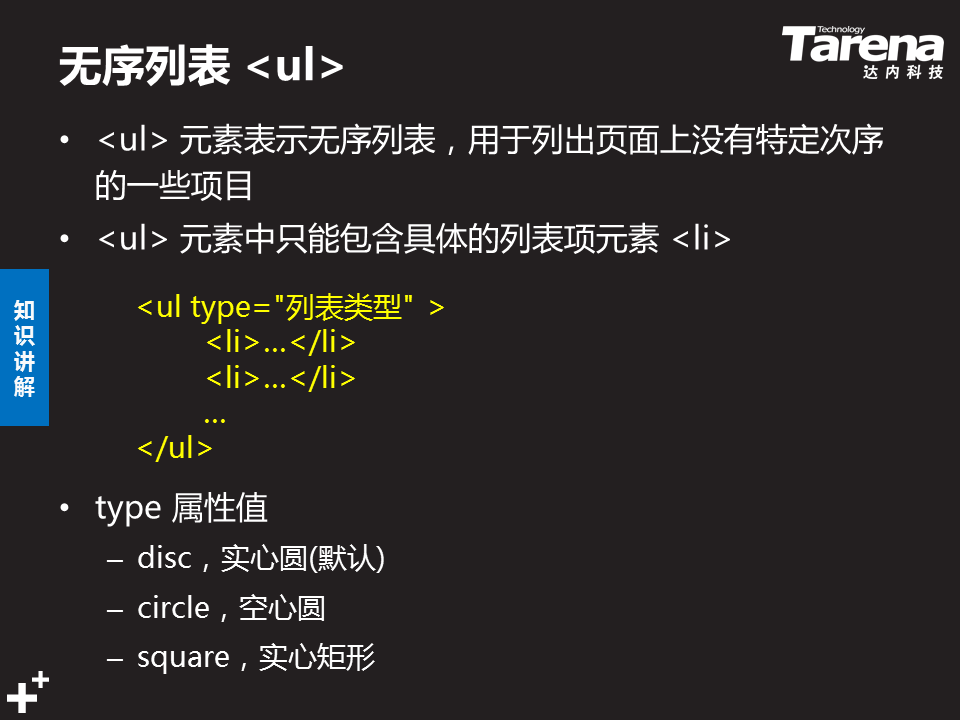 无序列表 <ul>
Technology
Tarena
达内科技
• <ul> 元素表示无序列表，用于列出页面上没有特定次序
的一些项目
• <ul> 元素中只能包含具体的列表项元素 <li>
知
识
讲
解
<ul type="列表类型" >
<li>…</li>
<li>…</li>
…
</ul>
• type 属性值
– disc，实心圆(默认)
– circle，空心圆
– square，实心矩形